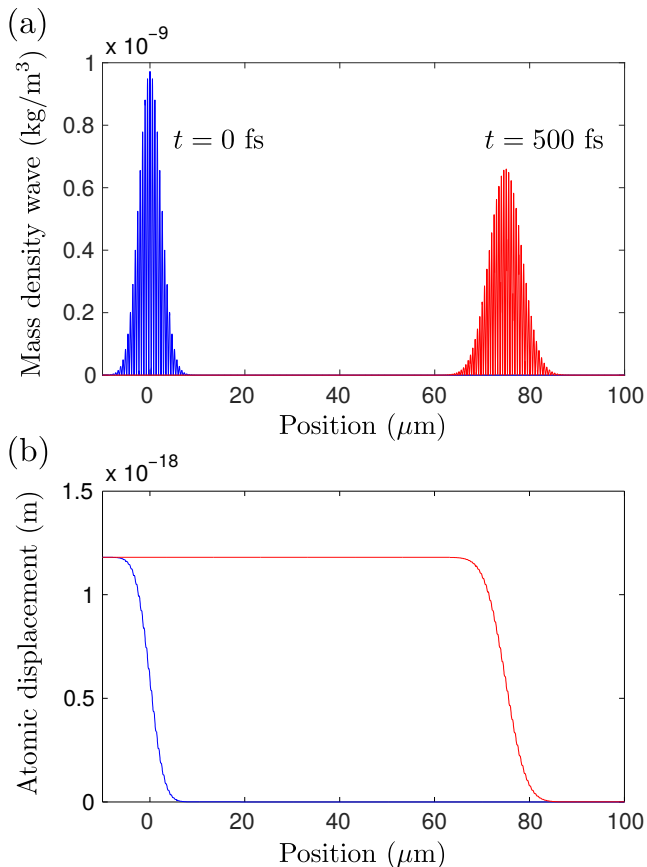 (a)
x 10⁻⁹
Mass density wave (kg/m³)
1
0.8
0.6
0.4
0.2
0
t = 0 fs
t = 500 fs
0 20 40 60 80 100
Position (μm)
(b)
x 10⁻¹⁸
Atomic displacement (m)
1.5
1
0.5
0
0 20 40 60 80 100
Position (μm)